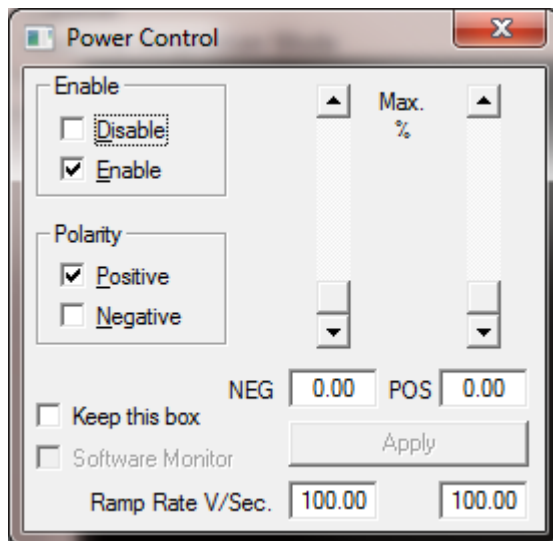 Power Control
Enable
Disable
Enable
Max.
%
Polarity
Positive
Negative
NEG 0.00 POS 0.00
Keep this box
Apply
Software Monitor
Ramp Rate V/Sec. 100.00 100.00